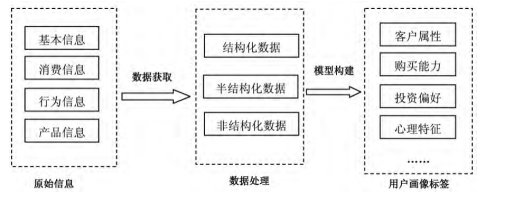 基本信息
消费信息
行为信息
产品信息
原始信息
数据获取
结构化数据
半结构化数据
非结构化数据
数据处理
模型构建
客户属性
购买能力
投资偏好
心理特征
......
用户画像标签